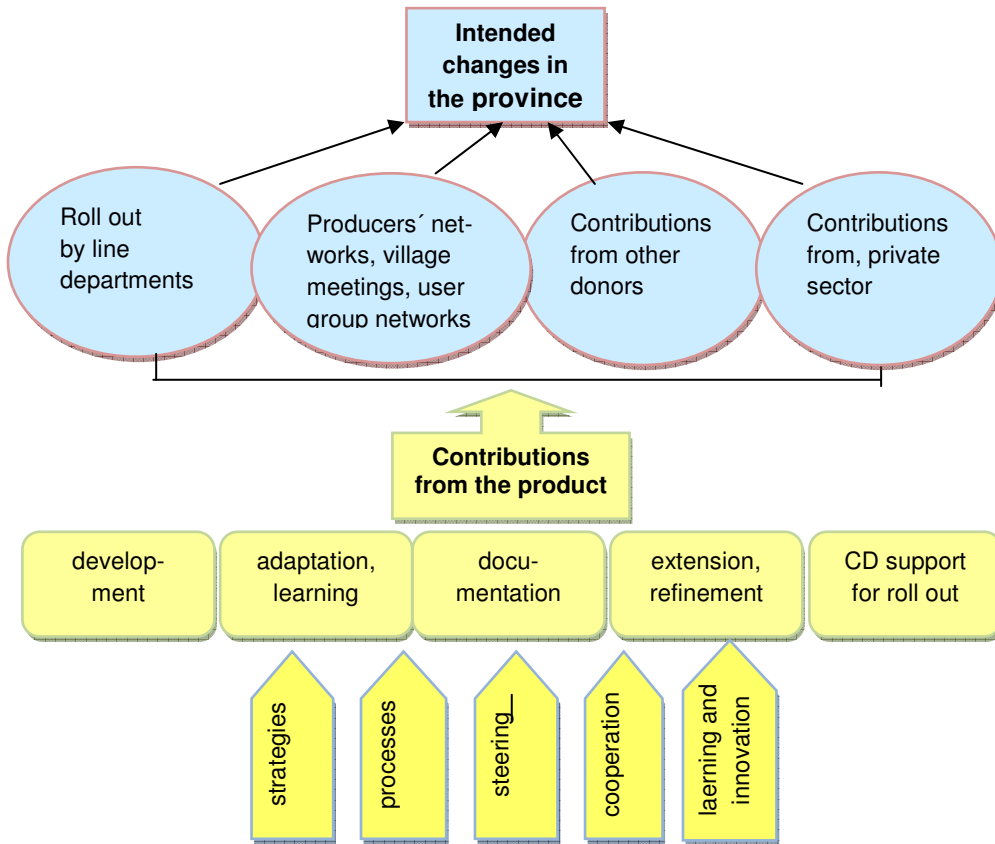 Intended
changes in
the province
Roll out
by line
departments
Producers´ net-
works, village
meetings, user
group networks
Contributions
from other
donors
Contributions
from, private
sector
Contributions
from the product
develop-
ment
adaptation,
learning
docu-
mentation
extension,
refinement
CD support
for roll out
strategies
processes
steering
cooperation
laerning and
innovation